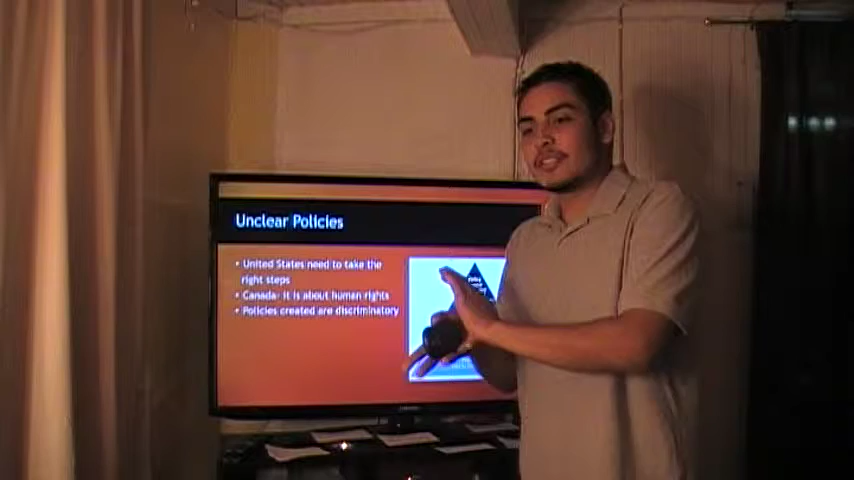 Unclear Policies
• United States need to take the
right steps
• Canada- it is about human rights
• Policies created are discriminatory